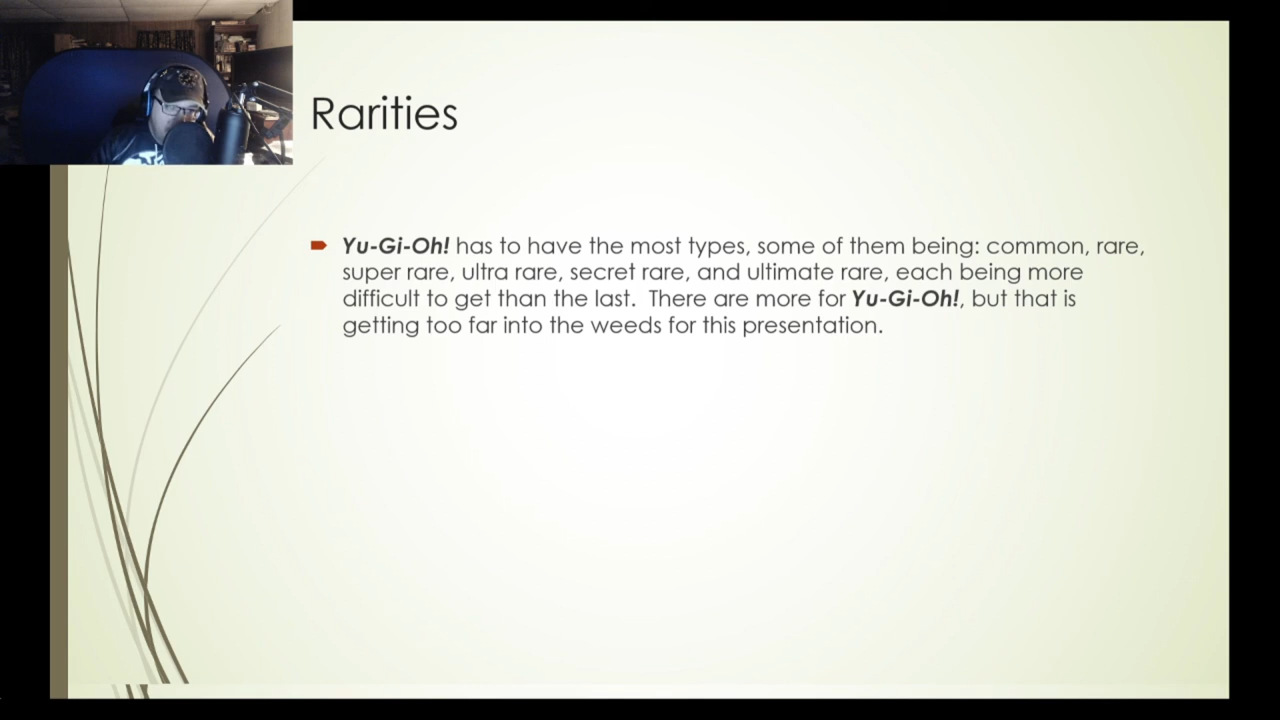 Rarities
Yu-Gi-Oh! has to have the most types, some of them being: common, rare,
super rare, ultra rare, secret rare, and ultimate rare, each being more
difficult to get than the last.  There are more for Yu-Gi-Oh!, but that is
getting too far into the weeds for this presentation.